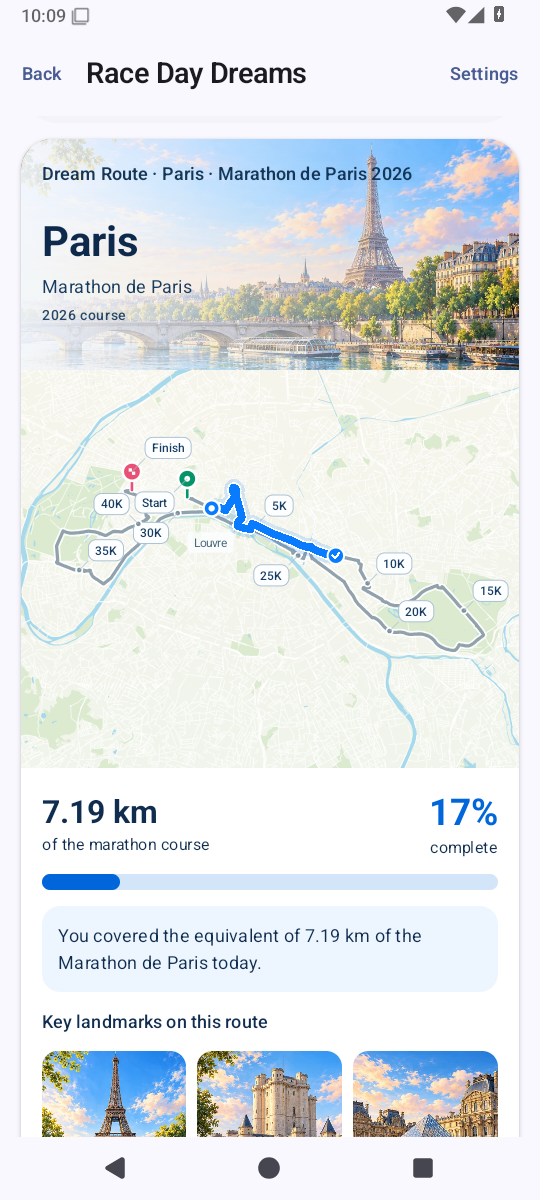 10:09
Back
Race Day Dreams
Settings
Dream Route · Paris · Marathon de Paris 2026
Paris
Marathon de Paris
2026 course
Finish
40K
Start
5K
30K
Louvre
35K
10K
25K
15K
20K
7.19 km
17%
of the marathon course
complete
You covered the equivalent of 7.19 km of the
Marathon de Paris today.
Key landmarks on this route